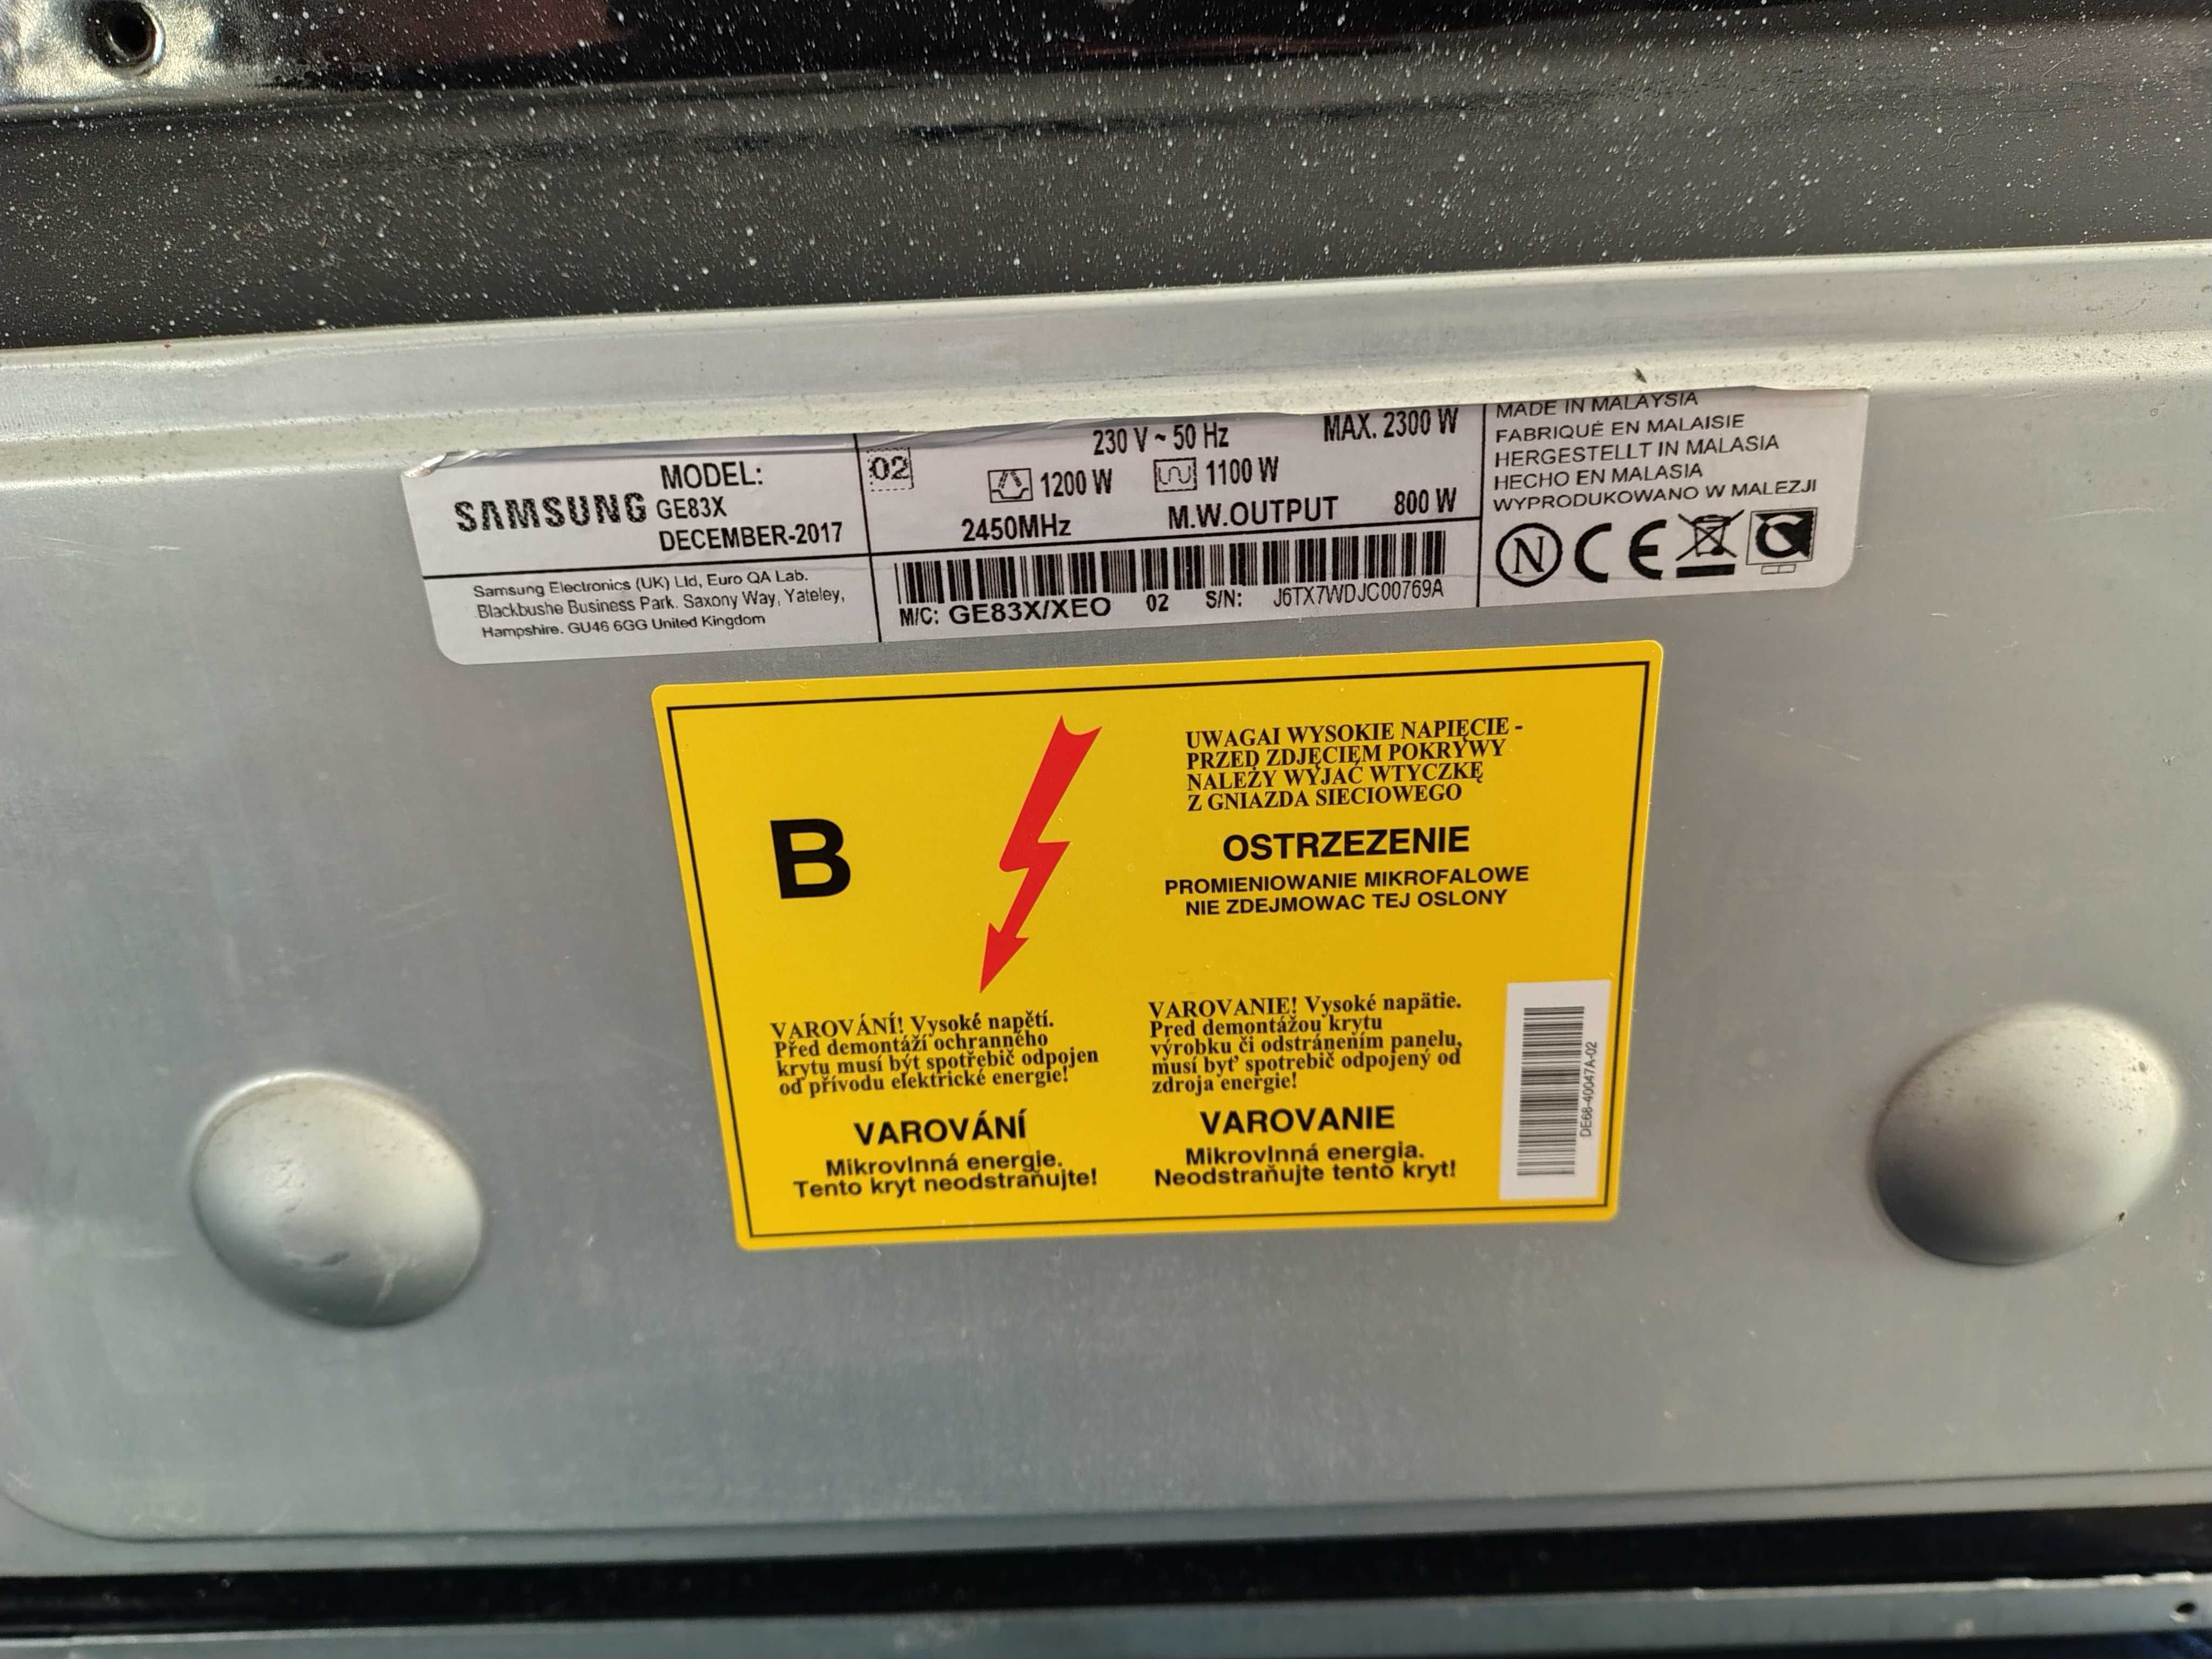 SAMSUNG
MODEL:
GE83X
DECEMBER-2017
Samsung Electronics (UK) Ltd, Euro QA Lab.
Blackbushe Business Park. Saxony Way, Yateley,
Hampshire. GU46 6GG United Kingdom
02
230 V ~ 50 Hz MAX. 2300 W
1200 W 1100 W
2450MHz M.W.OUTPUT 800 W
M/C: GE83X/XEO 02 S/N: J6TX7WDJC00769A
MADE IN MALAYSIA
FABRIQUÉ EN MALAISIE
HERGESTELLT IN MALASIA
HECHO EN MALASIA
WYPRODUKOWANO W MALEZJI
N CE
B
UWAGAI WYSOKIE NAPIĘCIE -
PRZED ZDJĘCIEM POKRYWY
NALEŻY WYJAĆ WTYCZKĘ
Z GNIAZDA SIECIOWEGO
OSTRZEZENIE
PROMIENIOWANIE MIKROFALOWE
NIE ZDEJMOWAC TEJ OSLONY
VAROVÁNÍ! Vysoké napětí.
Před demontáží ochranného
krytu musí být spotřebič odpojen
od přívodu elektrické energie!
VAROVÁNÍ
Mikrovlnná energie.
Tento kryt neodstraňujte!
VAROVANIE! Vysoké napätie.
Pred demontážou krytu
výrobku či odstránením panelu,
musí byť spotrebič odpojený od
zdroja energie!
VAROVANIE
Mikrovlnná energia.
Neodstraňujte tento kryt!
DE68-40047A-02